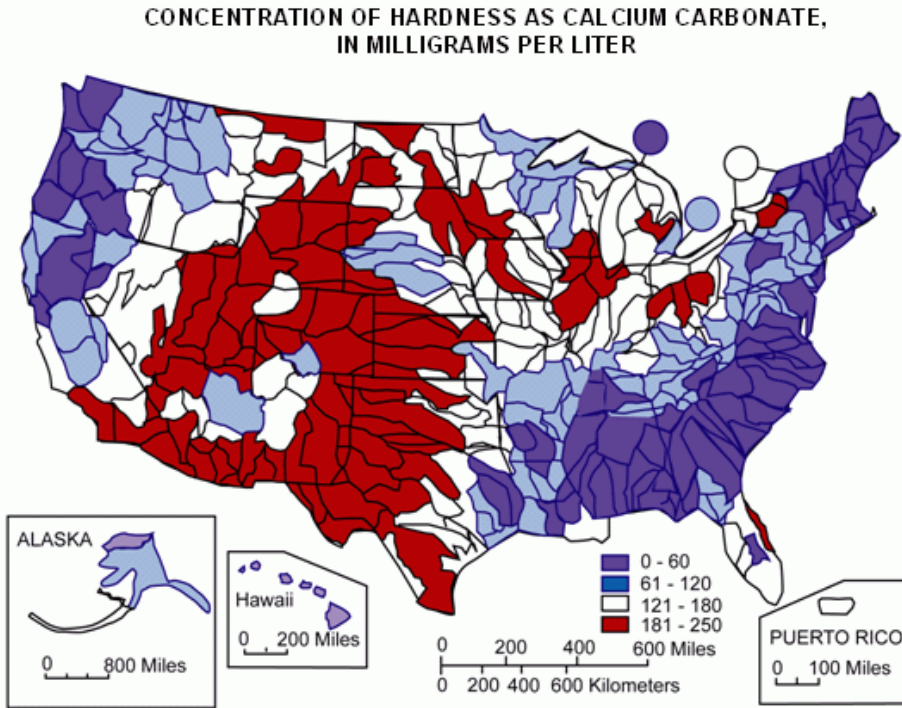 CONCENTRATION OF HARDNESS AS CALCIUM CARBONATE,
IN MILLIGRAMS PER LITER
ALASKA
0 800 Miles
Hawaii
0 200 Miles
0 - 60
61 - 120
121 - 180
181 - 250
0 200 400 600 Miles
0 200 400 600 Kilometers
PUERTO RICO
0 100 Miles